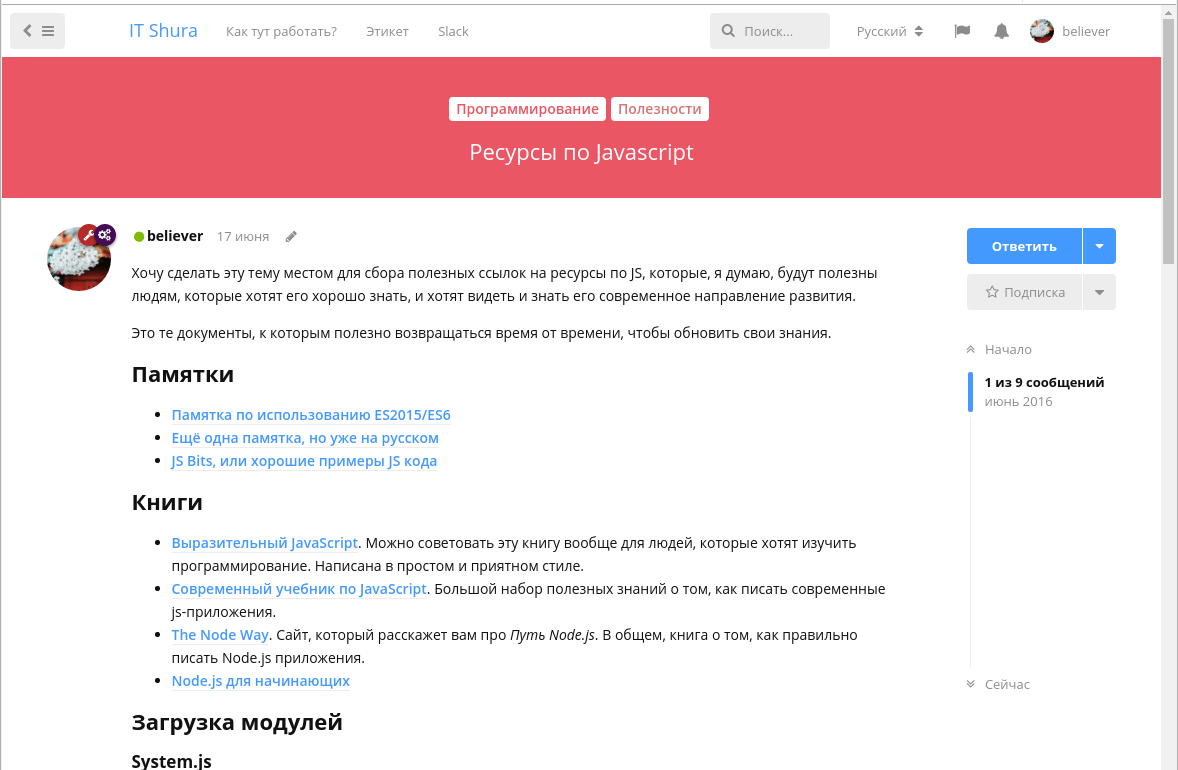 IT Shura Как тут работать? Этикет Slack Поиск... Русский believer
Программирование Полезности
Ресурсы по Javascript
believer 17 июня
Хочу сделать эту тему местом для сбора полезных ссылок на ресурсы по JS, которые, я думаю, будут полезны
людям, которые хотят его хорошо знать, и хотят видеть и знать его современное направление развития.
Это те документы, к которым полезно возвращаться время от времени, чтобы обновить свои знания.
Памятки
Памятка по использованию ES2015/ES6
Ещё одна памятка, но уже на русском
JS Bits, или хорошие примеры JS кода
Книги
Выразительный JavaScript. Можно советовать эту книгу вообще для людей, которые хотят изучить
программирование. Написана в простом и приятном стиле.
Современный учебник по JavaScript. Большой набор полезных знаний о том, как писать современные
js-приложения.
The Node Way. Сайт, который расскажет вам про Путь Node.js. В общем, книга о том, как правильно
писать Node.js приложения.
Node.js для начинающих
Загрузка модулей
System.js
Ответить
Подписка
Начало
1 из 9 сообщений
июнь 2016
Сейчас